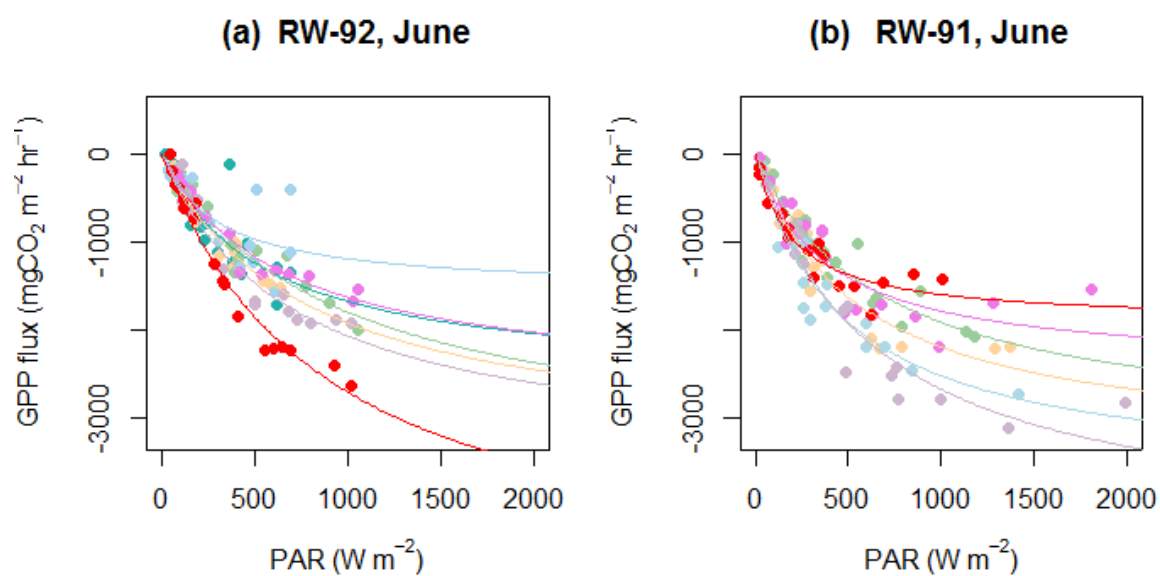 (a) RW-92, June
GPP flux (mgCO₂ m⁻² hr⁻¹)
0
-1000
-3000
0 500 1000 1500 2000
PAR (W m⁻²)
(b) RW-91, June
GPP flux (mgCO₂ m⁻² hr⁻¹)
0
-1000
-3000
0 500 1000 1500 2000
PAR (W m⁻²)